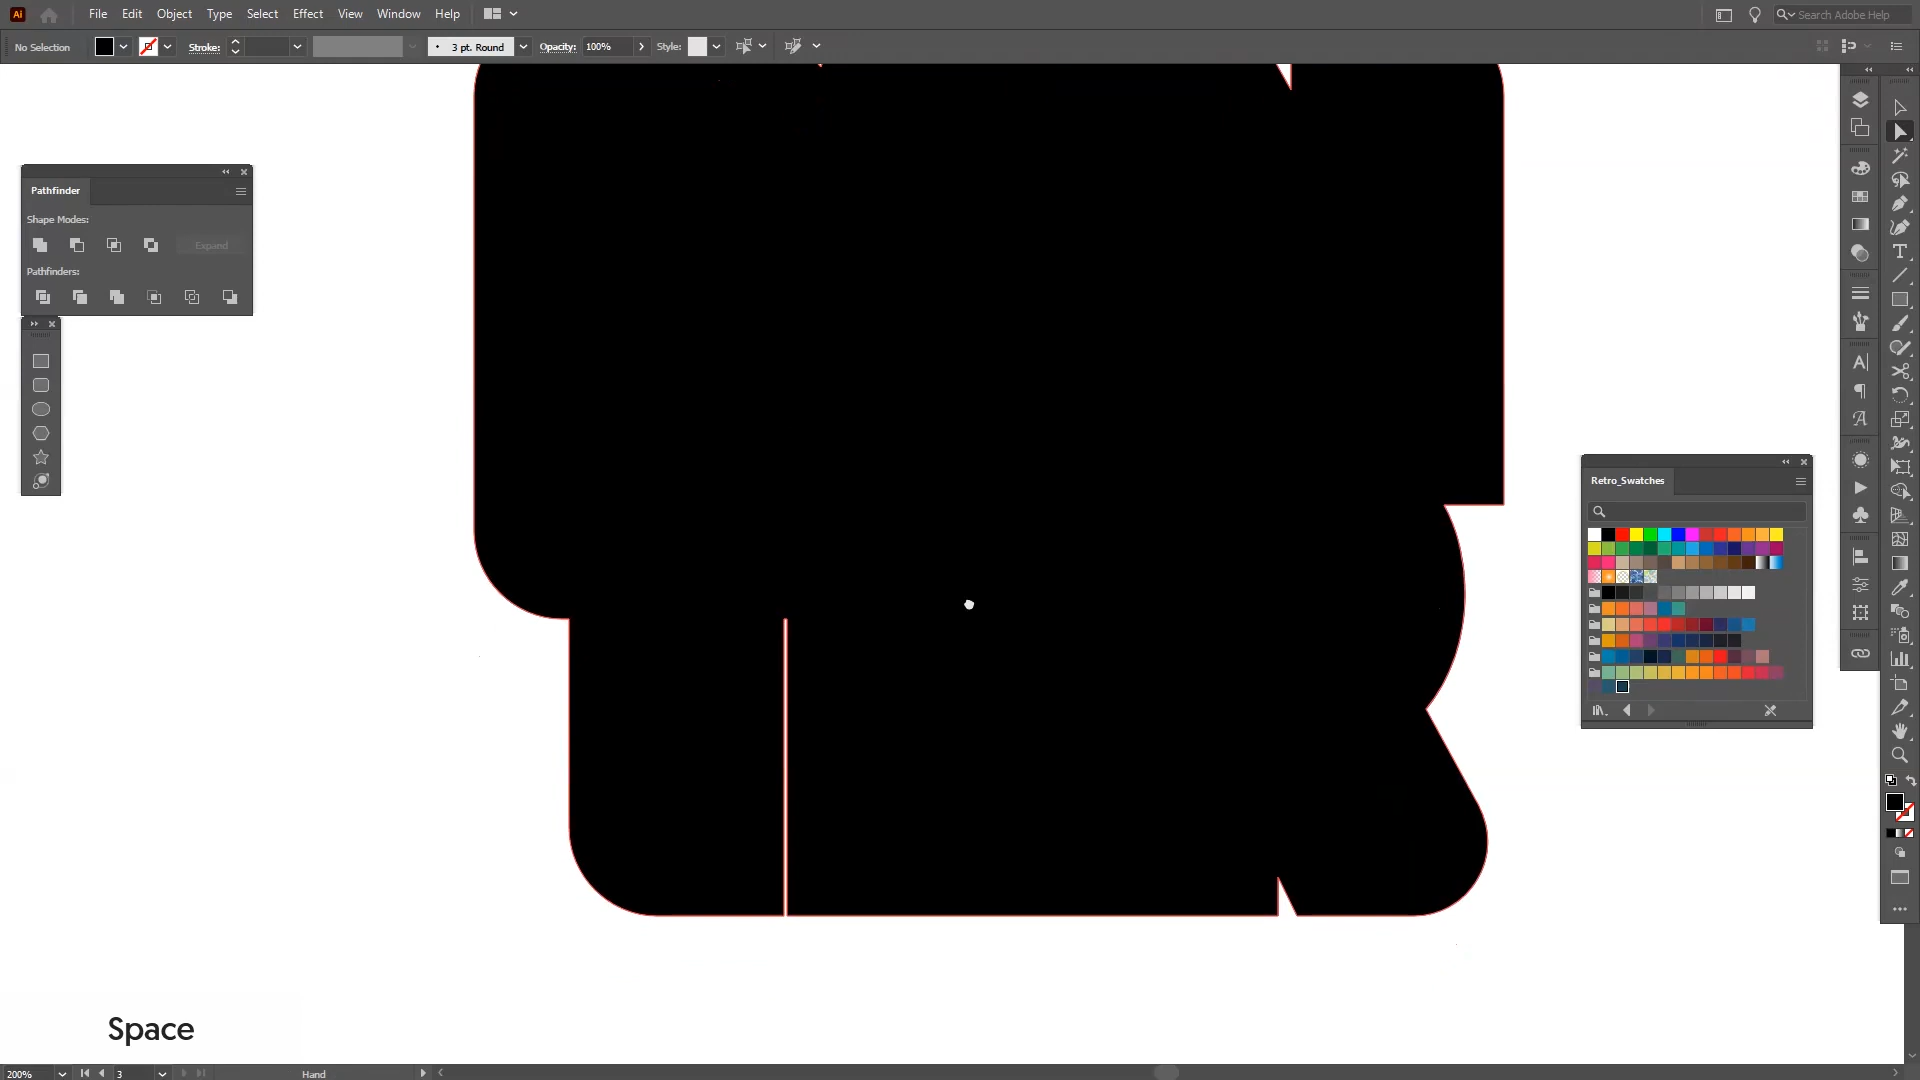 Ai File Edit Object Type Select Effect View Window Help Search Adobe Help
No Selection Stroke: 3 pt. Round Opacity: 100% Style:
Pathfinder
Shape Modes:
Expand
Pathfinders:
Retro_Swatches
Space
200% 3 Hand